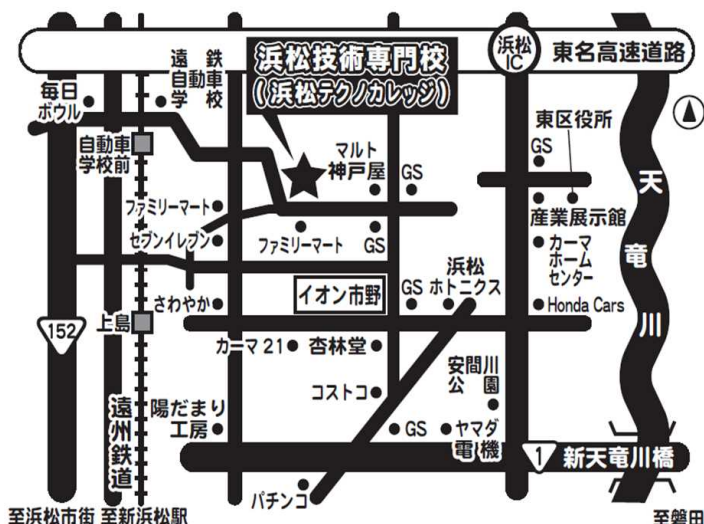 浜松
IC
東名高速道路
遠鉄
自動車
学校
浜松技術専門校
(浜松テクノカレッジ)
毎日
ボウル
自動車
学校前
マルト
神戸屋
GS
東区役所
GS
天竜川
ファミリーマート
セブンイレブン
ファミリーマート
GS
産業展示館
カーマ
ホーム
センター
浜松
ホトニクス
イオン市野
GS
さわやか
Honda Cars
152
上島
カーマ 21
杏林堂
安間川
公園
コストコ
遠州鉄道
陽だまり
工房
GS
ヤマダ
電機
1
新天竜川橋
パチンコ
至浜松市街
至新浜松駅
至磐田